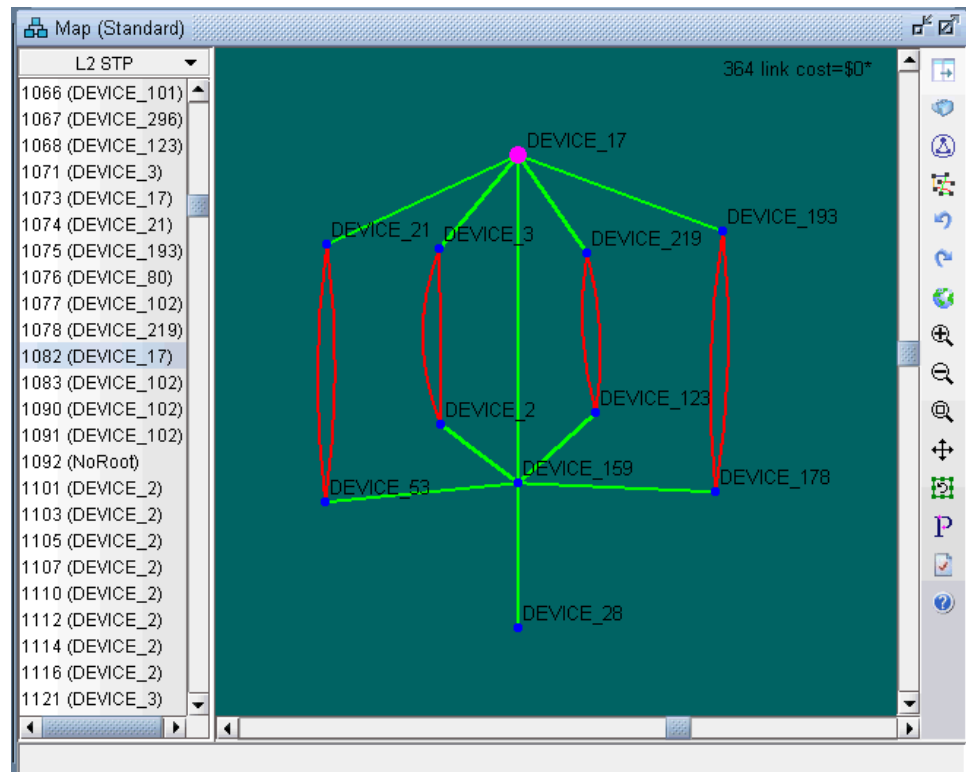 Map (Standard)
L2 STP
1066 (DEVICE_101)
1067 (DEVICE_296)
1068 (DEVICE_123)
1071 (DEVICE_3)
1073 (DEVICE_17)
1074 (DEVICE_21)
1075 (DEVICE_193)
1076 (DEVICE_80)
1077 (DEVICE_102)
1078 (DEVICE_219)
1082 (DEVICE_17)
1083 (DEVICE_102)
1090 (DEVICE_102)
1091 (DEVICE_102)
1092 (NoRoot)
1101 (DEVICE_2)
1103 (DEVICE_2)
1105 (DEVICE_2)
1107 (DEVICE_2)
1110 (DEVICE_2)
1112 (DEVICE_2)
1114 (DEVICE_2)
1116 (DEVICE_2)
1121 (DEVICE_3)
364 link cost=$0*
DEVICE_17
DEVICE_193
DEVICE_21
DEVICE_3
DEVICE_219
DEVICE_123
DEVICE_2
DEVICE_159
DEVICE_178
DEVICE_53
DEVICE_28
P
?